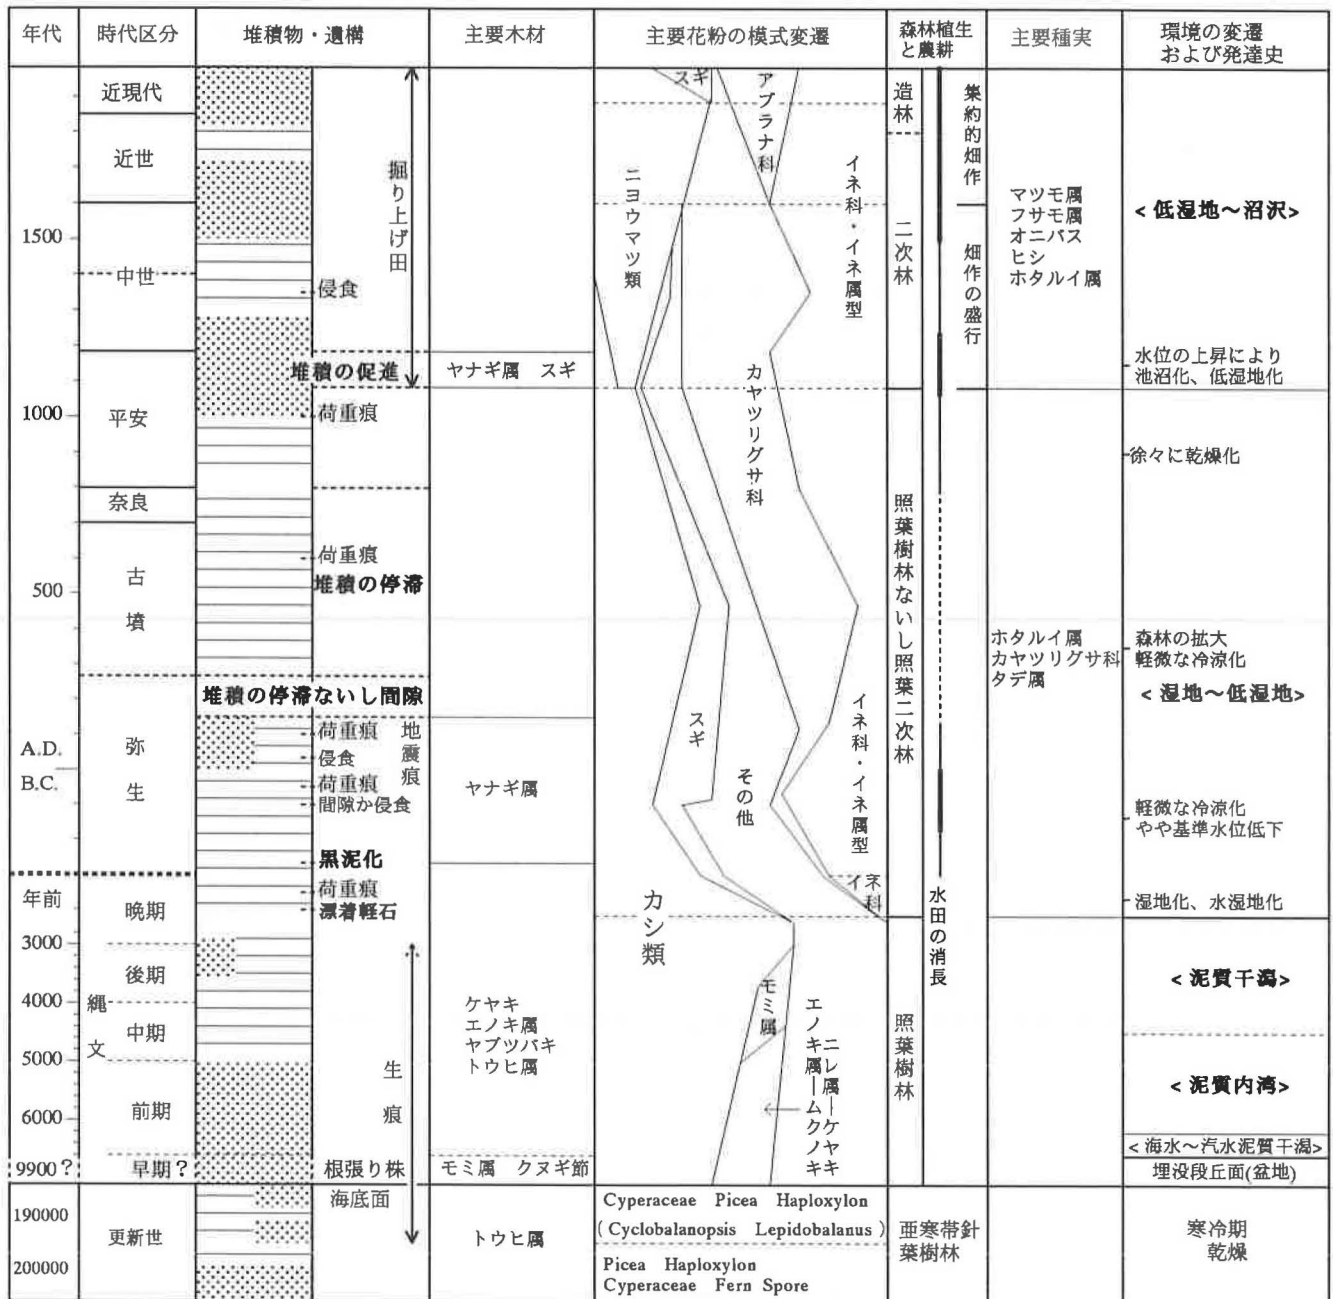 年代
時代区分
堆積物・遺構
主要木材
主要花粉の模式変遷
森林植生
と農耕
主要種実
環境の変遷
および発達史
1500
1000
500
A.D.
B.C.
年前
3000
4000
5000
6000
9900?
190000
200000
近現代
近世
中世
平安
奈良
古墳
弥生
縄文
晩期
後期
中期
前期
早期?
更新世
掘り上げ田
侵食
堆積の促進
荷重痕
荷重痕
堆積の停滞
堆積の停滞ないし間隙
荷重痕
侵食
荷重痕
間隙か侵食
地震痕
黒泥化
荷重痕
漂着軽石
生痕
根張り株
海底面
ヤナギ属 スギ
ヤナギ属
ケヤキ
エノキ属
ヤブツバキ
トウヒ属
モミ属 クヌギ節
トウヒ属
スギ
アブラナ科
ニヨウマツ類
イネ科・イネ属型
カヤツリグサ科
スギ
その他
イネ科・イネ属型
イネ科
カシ類
モミ属
エノキ属―ムクノキ
ニレ属―ケヤキ
Cyperaceae Picea Haploxylon
(Cyclobalanopsis Lepidobalanus)
Picea Haploxylon
Cyperaceae Fern Spore
造林
二次林
照葉樹林ないし照葉二次林
照葉樹林
亜寒帯針
葉樹林
集約的畑作
畑作の盛行
水田の消長
マツモ属
フサモ属
オニバス
ヒシ
ホタルイ属
ホタルイ属
カヤツリグサ科
タデ属
<低湿地~沼沢>
水位の上昇により
池沼化、低湿地化
徐々に乾燥化
森林の拡大
軽微な冷涼化
<湿地~低湿地>
軽微な冷涼化
やや基準水位低下
湿地化、水湿地化
<泥質干潟>
<泥質内湾>
<海水~汽水泥質干潟>
埋没段丘面(盆地)
寒冷期
乾燥